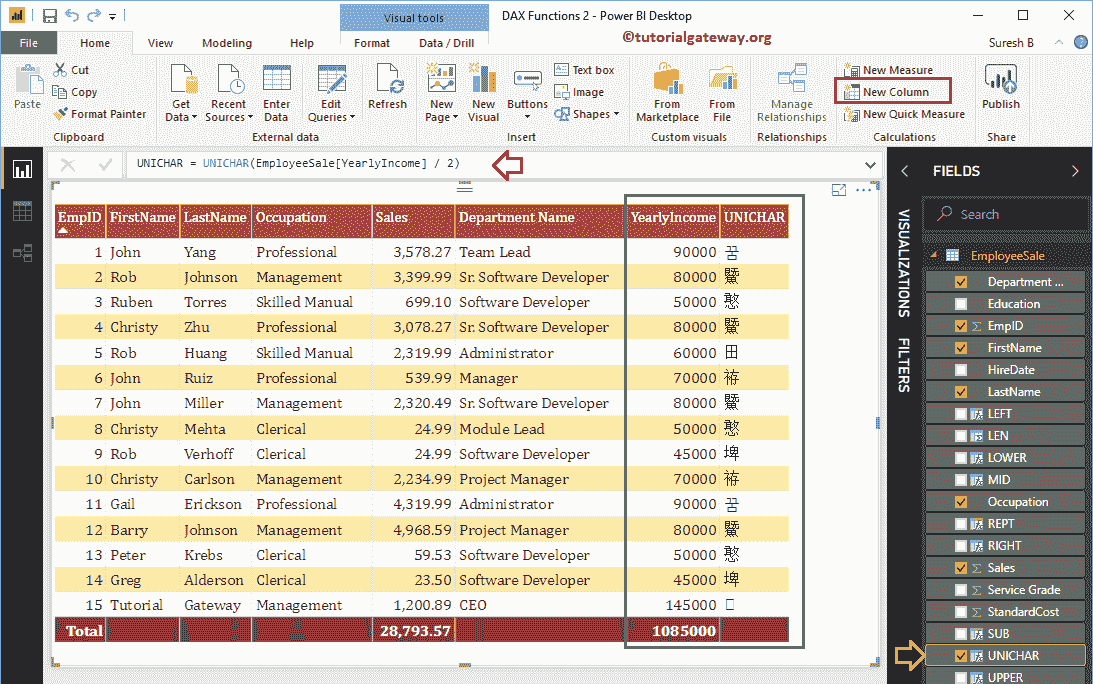 DAX Functions 2 - Power BI Desktop
Visual tools
©tutorialgateway.org
File Home View Modeling Help Format Data / Drill Suresh B
Paste Cut Copy Format Painter
Clipboard
Get Data Recent Sources Enter Data Edit Queries
External data
Refresh
New Page New Visual Buttons Text box Image Shapes
Insert
From Marketplace From File
Custom visuals
Manage Relationships
Relationships
New Measure New Column New Quick Measure
Calculations
Publish
Share
UNICHAR = UNICHAR(EmployeeSale[YearlyIncome] / 2)
EmpID FirstName LastName Occupation Sales Department Name YearlyIncome UNICHAR
1 John Yang Professional 3,578.27 Team Lead 90000 꿈
2 Rob Johnson Management 3,399.99 Sr. Software Developer 80000 鱀
3 Ruben Torres Skilled Manual 699.10 Software Developer 50000 憨
4 Christy Zhu Professional 3,078.27 Sr. Software Developer 80000 鱀
5 Rob Huang Skilled Manual 2,319.99 Administrator 60000 田
6 John Ruiz Professional 539.99 Manager 70000 袸
7 John Miller Management 2,320.49 Sr. Software Developer 80000 鱀
8 Christy Mehta Clerical 24.99 Module Lead 50000 憨
9 Rob Verhoff Clerical 24.99 Software Developer 45000 埤
10 Christy Carlson Management 2,234.99 Project Manager 70000 袸
11 Gail Erickson Professional 4,319.99 Administrator 90000 꿈
12 Barry Johnson Management 4,968.59 Project Manager 80000 鱀
13 Peter Krebs Clerical 59.53 Software Developer 50000 憨
14 Greg Alderson Clerical 23.50 Software Developer 45000 埤
15 Tutorial Gateway Management 1,200.89 CEO 145000
Total 28,793.57 1085000
VISUALIZATIONS
FILTERS
FIELDS
Search
EmployeeSale
Department ...
Education
EmpID
FirstName
HireDate
LastName
LEFT
LEN
LOWER
MID
Occupation
REPT
RIGHT
Sales
Service Grade
StandardCost
SUB
UNICHAR
UPPER